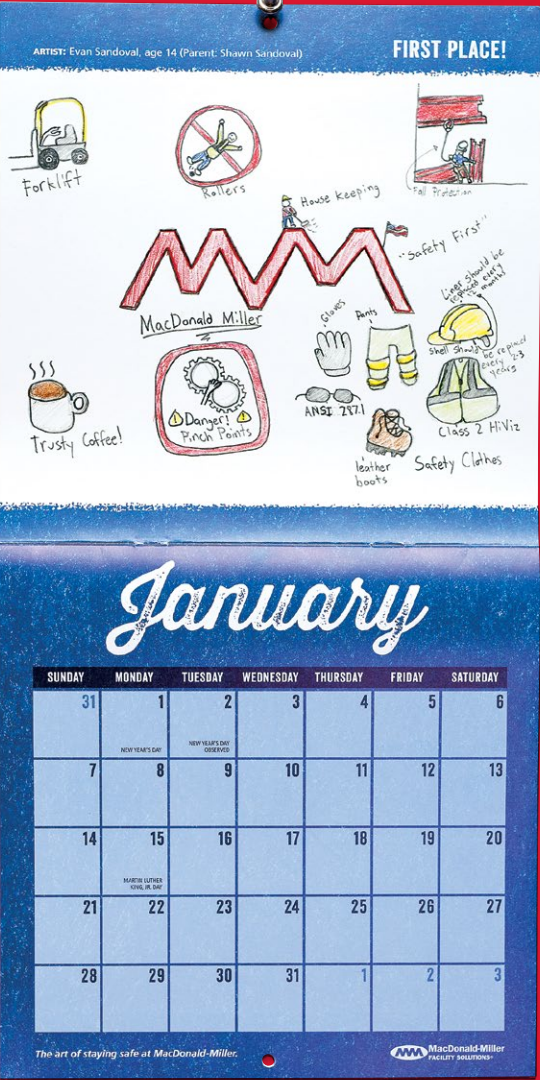 ARTIST: Evan Sandoval, age 14 (Parent: Shawn Sandoval)
FIRST PLACE!
Forklift
Rollers
Fall Protection
House Keeping
"Safety First"
MacDonald Miller
Gloves
Pants
Liner should be
replaced every
months
Shell should be replaced
every 2-3
years
ANSI Z87.1
Class 2 HiViz
leather
boots
Safety Clothes
Trusty Coffee!
Danger!
Pinch Points
January
SUNDAY MONDAY TUESDAY WEDNESDAY THURSDAY FRIDAY SATURDAY
31 1 2 3 4 5 6
NEW YEAR'S DAY
NEW YEAR'S DAY
OBSERVED
7 8 9 10 11 12 13
14 15 16 17 18 19 20
MARTIN LUTHER
KING, JR. DAY
21 22 23 24 25 26 27
28 29 30 31 1 2 3
The art of staying safe at MacDonald-Miller.
MacDonald-Miller
FACILITY SOLUTIONS